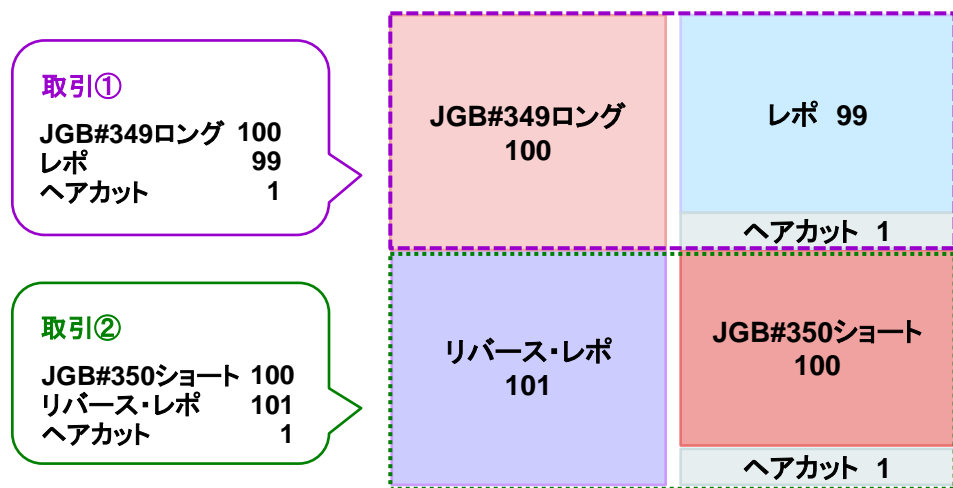 取引①
JGB#349ロング 100
レポ 99
ヘアカット 1
JGB#349ロング
100
レポ 99
ヘアカット 1
取引②
JGB#350ショート 100
リバース・レポ 101
ヘアカット 1
リバース・レポ
101
JGB#350ショート
100
ヘアカット 1